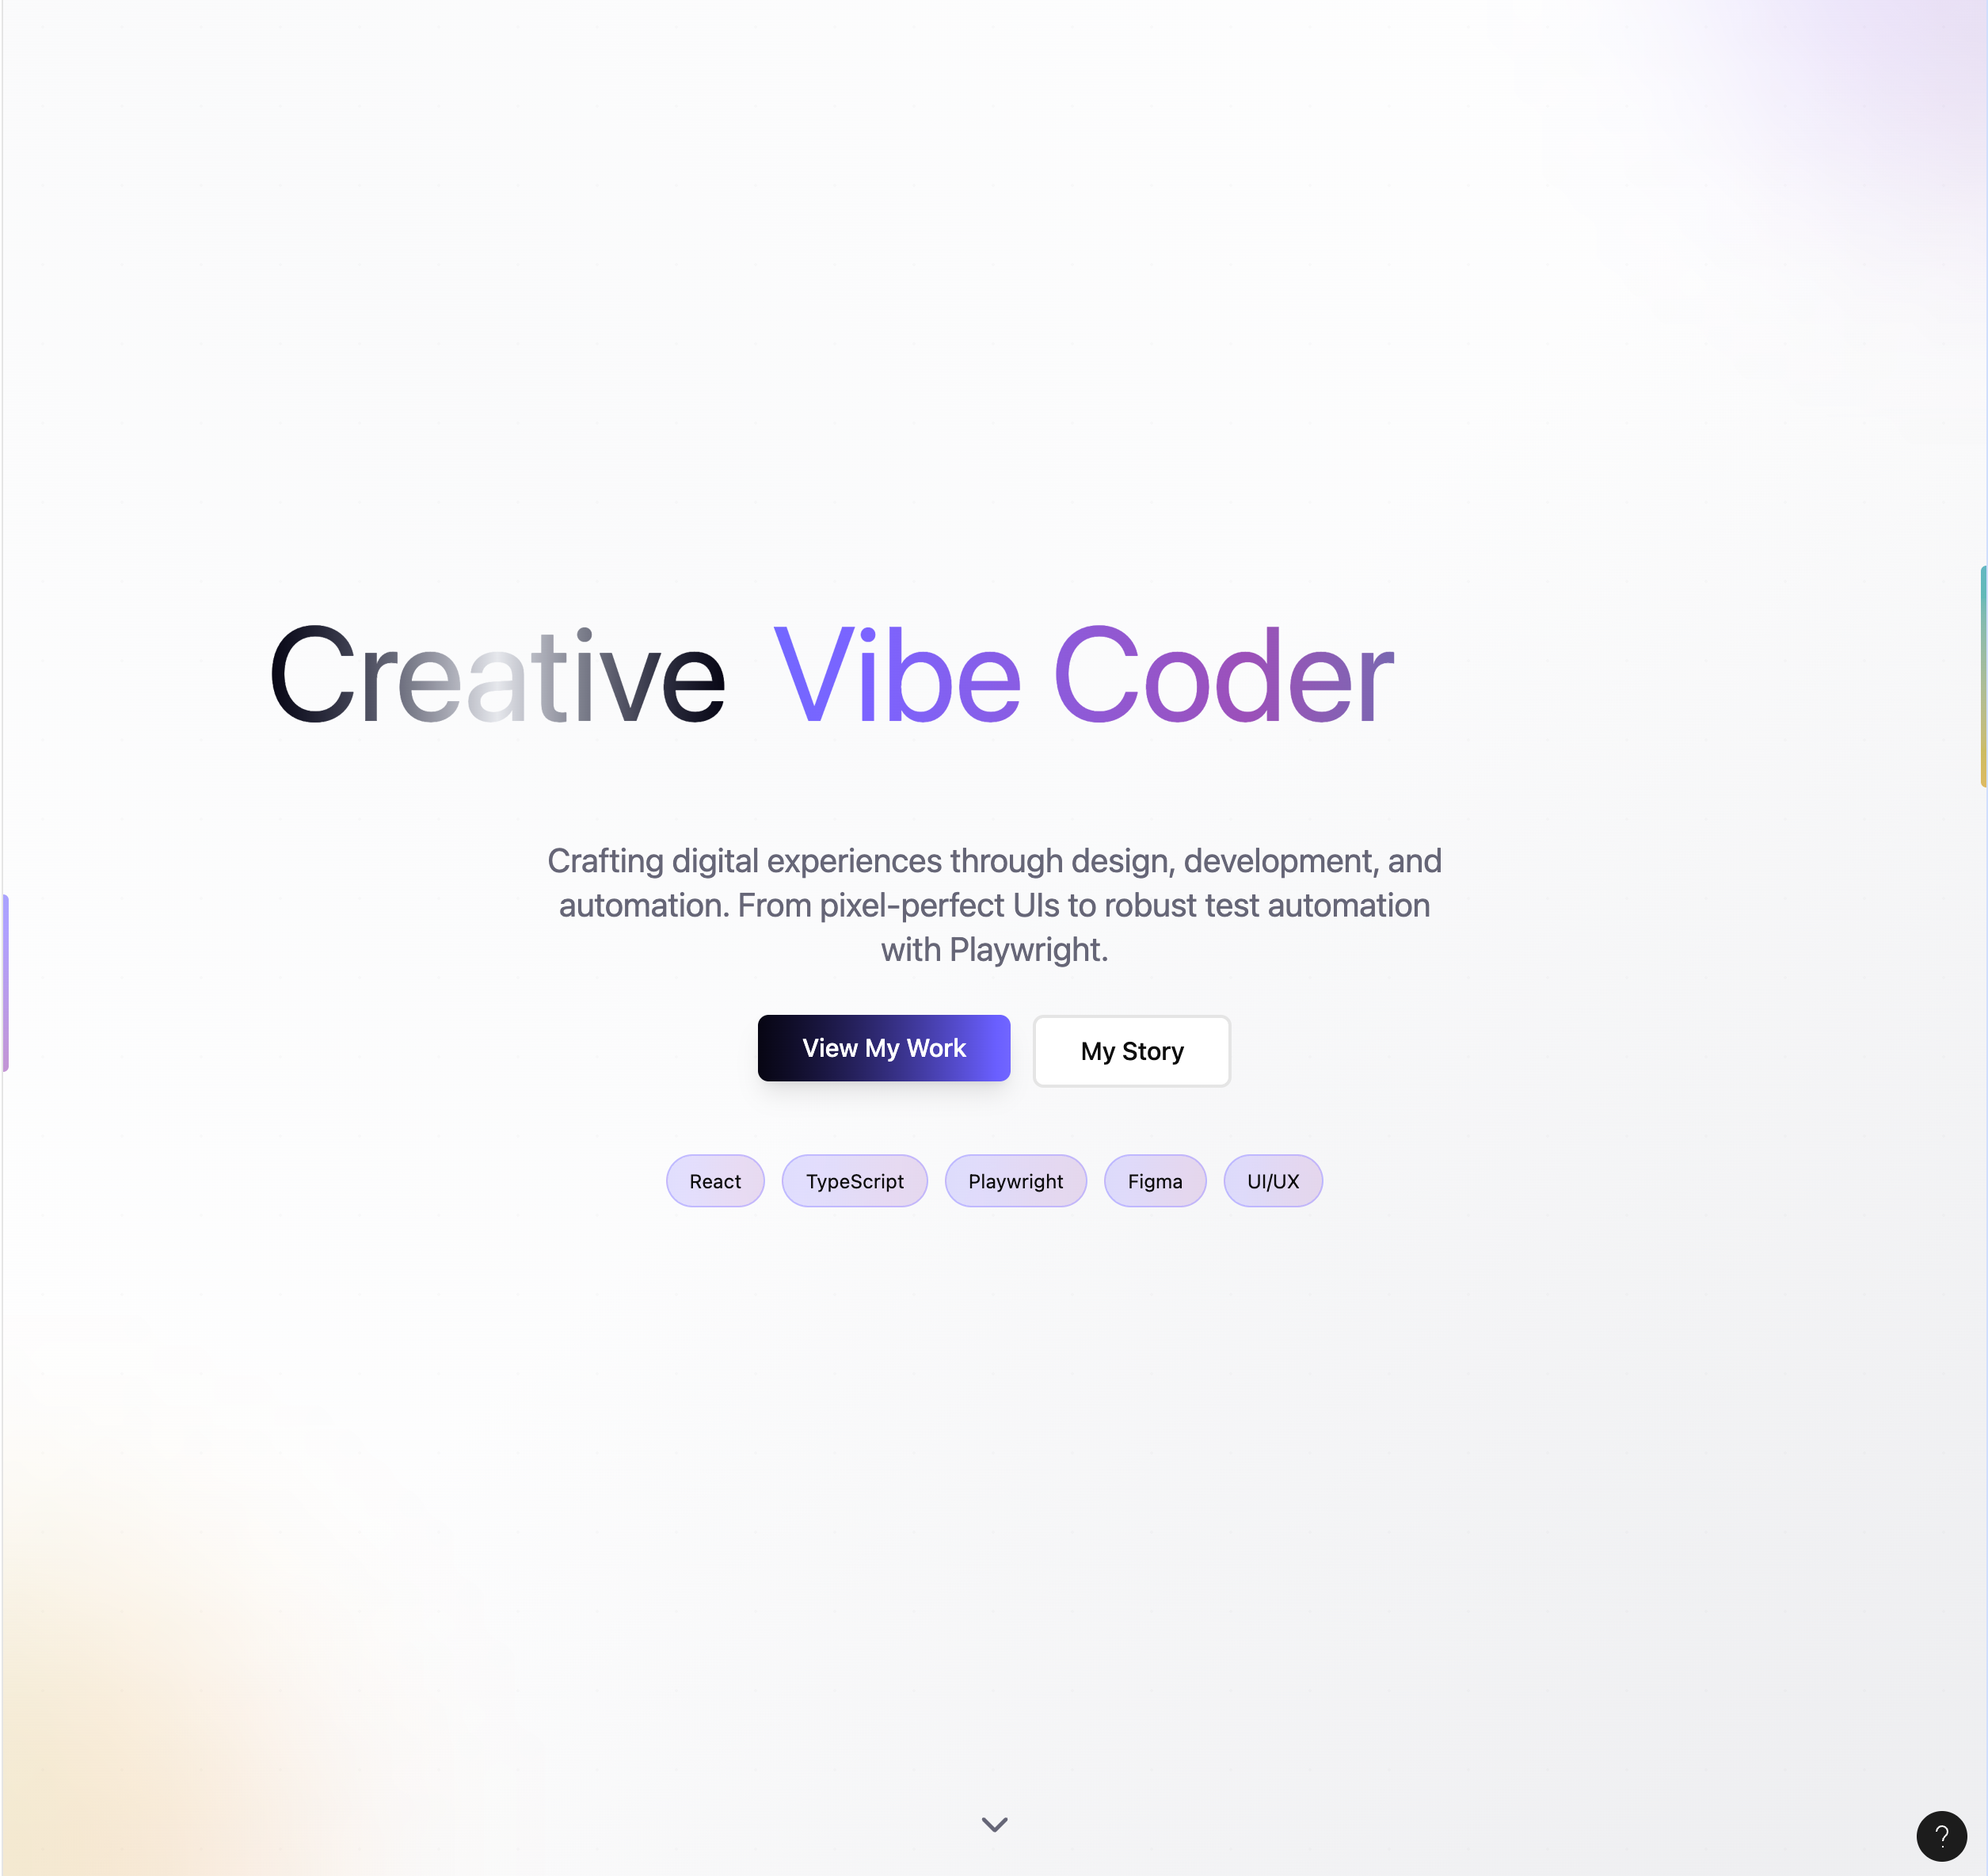 Creative Vibe Coder
Crafting digital experiences through design, development, and
automation. From pixel-perfect UIs to robust test automation
with Playwright.
View My Work
My Story
React
TypeScript
Playwright
Figma
UI/UX
?